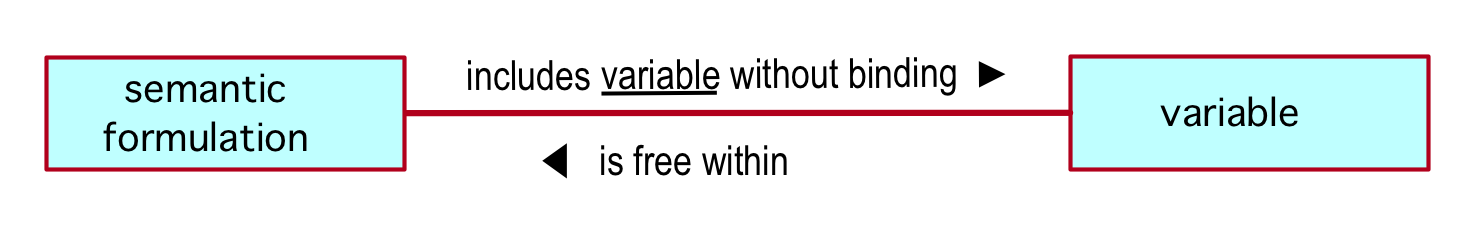 semantic
formulation
includes variable without binding ►
variable
◄ is free within